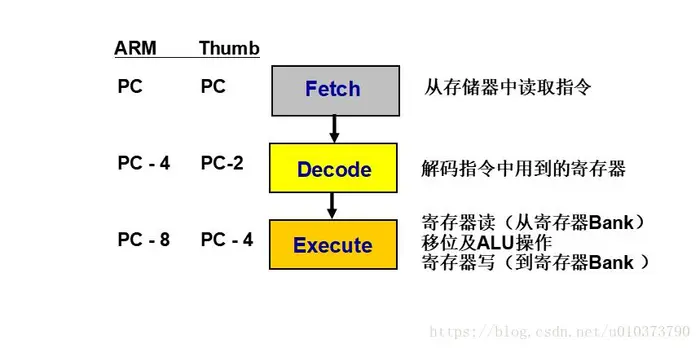 ARM Thumb
PC PC Fetch 从存储器中读取指令
PC - 4 PC-2 Decode 解码指令中用到的寄存器
PC - 8 PC - 4 Execute 寄存器读（从寄存器Bank）
移位及ALU操作
寄存器写（到寄存器Bank ）
https://blog.csdn.net/u010373790